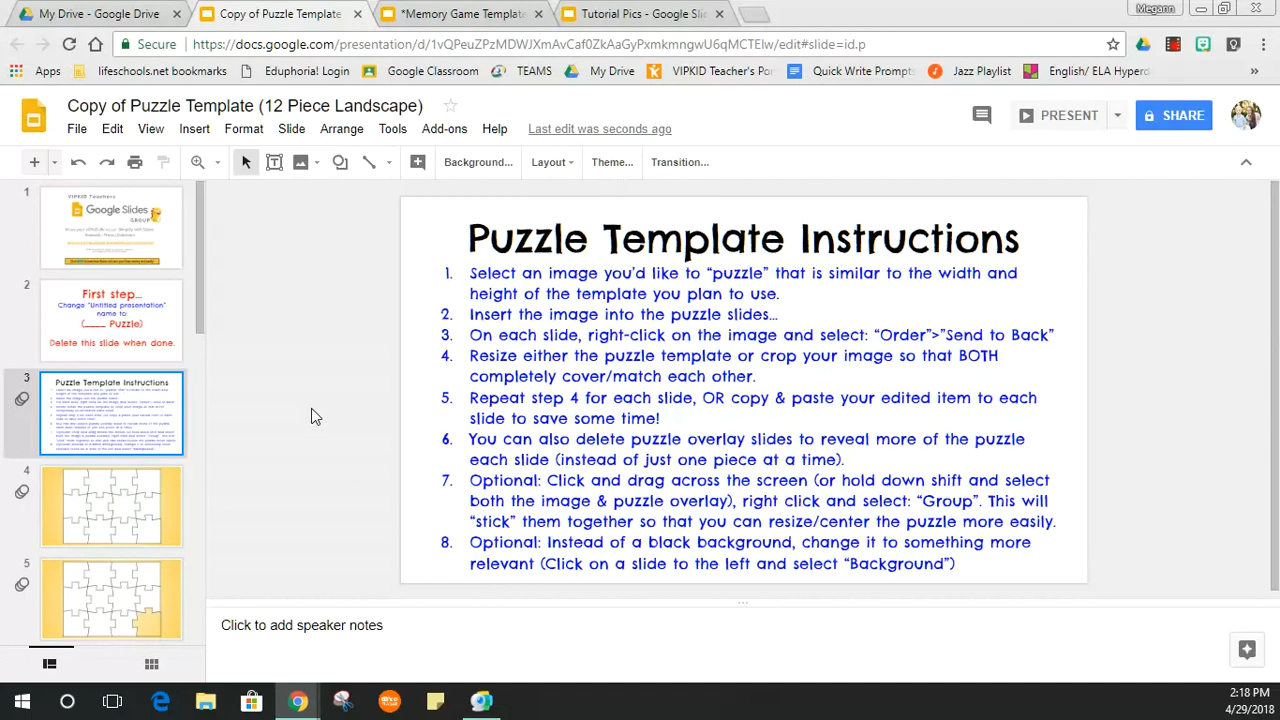 My Drive - Google Drive
Copy of Puzzle Template
*Memory Game Template
Tutorial Pics - Google Slid
Megann
Secure
https://docs.google.com/presentation/d/1vQPeuZPzMDWJXmAvCaf0ZkAaGyPxmkmngwU6qMCTEIw/edit#slide=id.p
Apps
lifeschools.net bookmarks
Eduphoria! Login
Google Classroom
TEAMS
My Drive
VIPKID Teacher's Por
Quick Write Prompts
Jazz Playlist
English/ ELA Hyperd
Copy of Puzzle Template (12 Piece Landscape)
File Edit View Insert Format Slide Arrange Tools Add-ons Help Last edit was seconds ago
PRESENT
SHARE
Background... Layout Theme... Transition...
1
VIPKID Teachers
Google Slides
GROUP
2
First step...
Change "Untitled presentation"
name to:
(____ Puzzle)
Delete this slide when done.
3
Puzzle Template Instructions
4
5
Puzzle Template Instructions
1. Select an image you'd like to "puzzle" that is similar to the width and
height of the template you plan to use.
2. Insert the image into the puzzle slides...
3. On each slide, right-click on the image and select: "Order">"Send to Back"
4. Resize either the puzzle template or crop your image so that BOTH
completely cover/match each other.
5. Repeat step 4 for each slide, OR copy & paste your edited item to each
slide to save some time!
6. You can also delete puzzle overlay slides to reveal more of the puzzle
each slide (instead of just one piece at a time).
7. Optional: Click and drag across the screen (or hold down shift and select
both the image & puzzle overlay), right click and select: "Group". This will
"stick" them together so that you can resize/center the puzzle more easily.
8. Optional: Instead of a black background, change it to something more
relevant (Click on a slide to the left and select "Background")
Click to add speaker notes
2:18 PM
4/29/2018